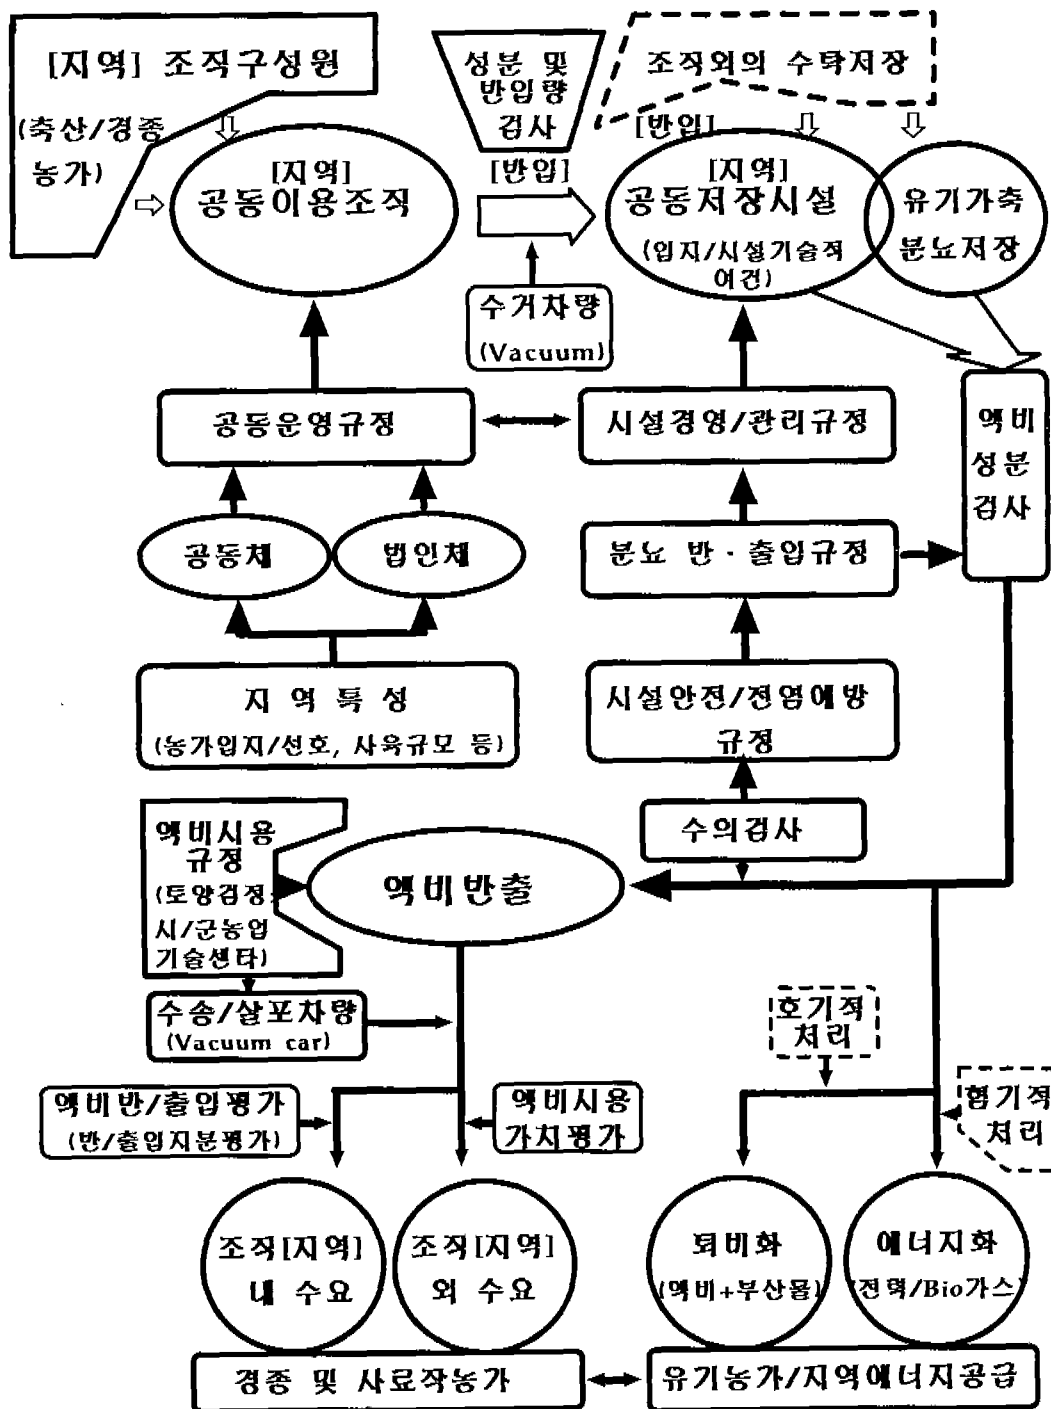 [지역] 조직구성원
(축산/경종
농가)
성분 및
반입량
검사
조직외의 수탁저장
[반입]
[지역]
공동이용조직
[반입]
[지역]
공동저장시설
(입지/시설기술적
여건)
유기가축
분뇨저장
수거차량
(Vacuum)
공동운영규정
시설경영/관리규정
액비
성분
검사
공동체
법인체
분뇨 반·출입규정
지 역 특 성
(농가입지/선호, 사육규모 등)
시설안전/전염예방
규정
수의검사
액비시용
규정
(토양검정,
시/군농업
기술센타)
액비반출
수송/살포차량
(Vacuum car)
호기적
처리
혐기적
처리
액비반/출입평가
(반/출입지분평가)
액비시용
가치평가
조직[지역]
내 수요
조직[지역]
외 수요
퇴비화
(액비+부산물)
에너지화
(전력/Bio가스)
경종 및 사료작농가
유기농가/지역에너지공급